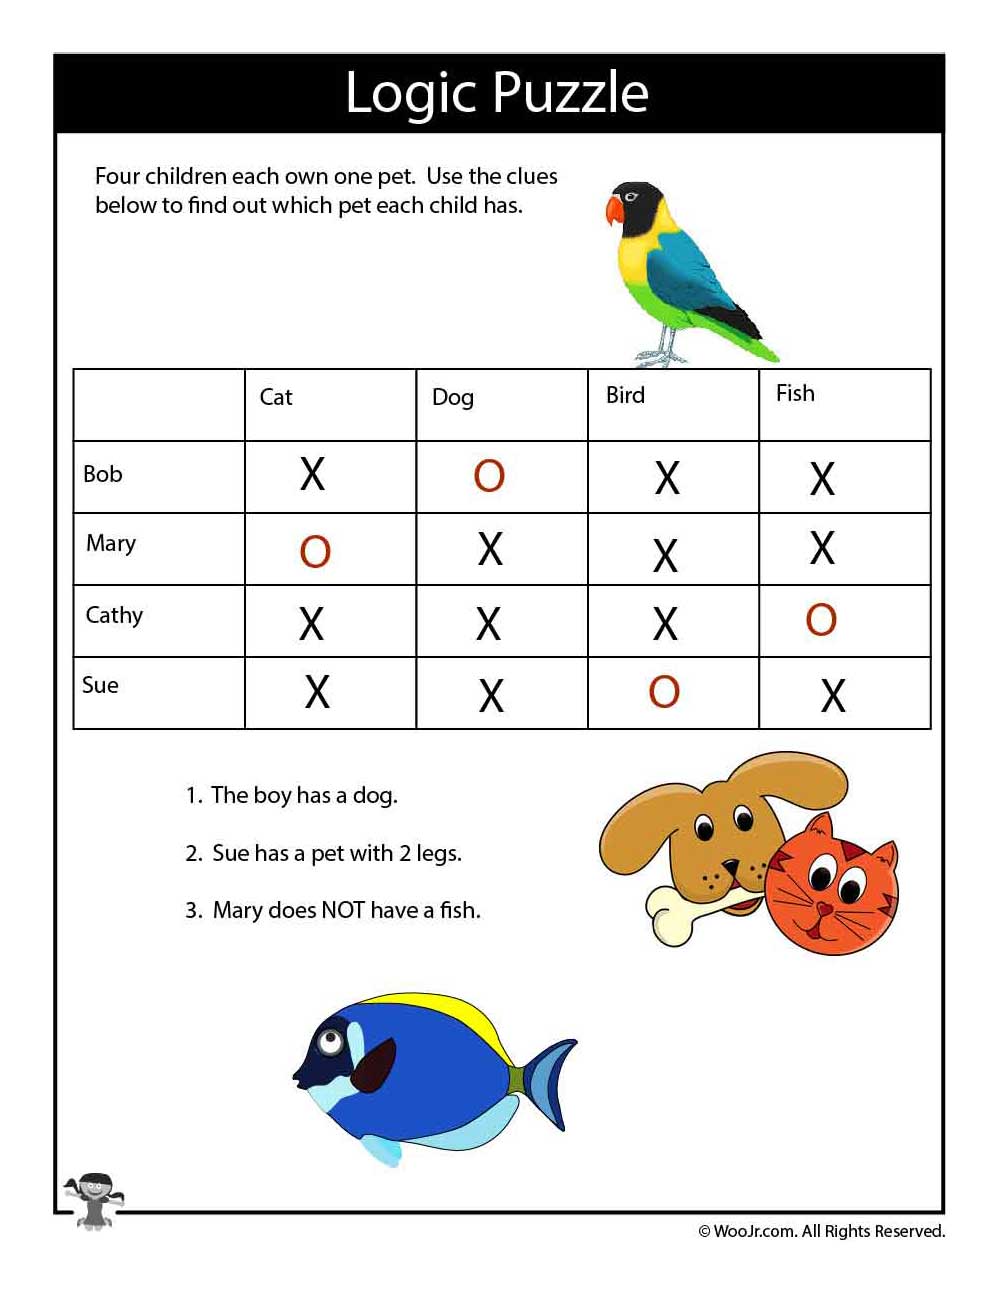 Logic Puzzle
Four children each own one pet.  Use the clues
below to find out which pet each child has.
Cat Dog Bird Fish
Bob X O X X
Mary O X X X
Cathy X X X O
Sue X X O X
1.  The boy has a dog.
2.  Sue has a pet with 2 legs.
3.  Mary does NOT have a fish.
© WooJr.com. All Rights Reserved.